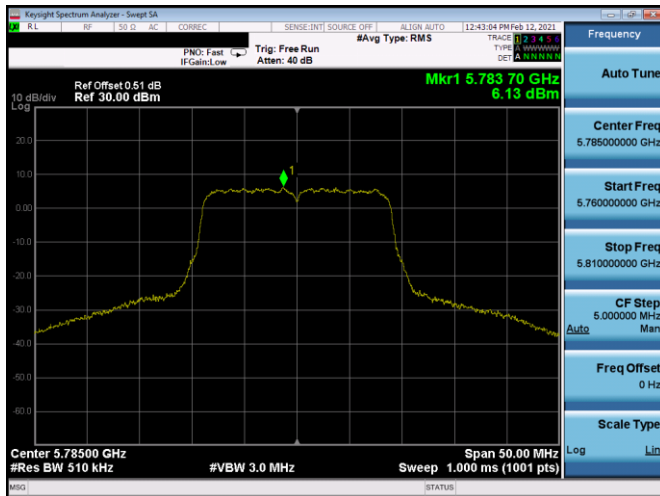 Keysight Spectrum Analyzer - Swept SA
RL RF 50 Ω AC CORREC SENSE:INT SOURCE OFF ALIGN AUTO 12:43:04 PM Feb 12, 2021
#Avg Type: RMS
TRACE 1 2 3 4 5 6
PNO: Fast Trig: Free Run TYPE A WWWWW
IFGain:Low Atten: 40 dB DET A N N N N N
Ref Offset 0.51 dB
Mkr1 5.783 70 GHz
10 dB/div Ref 30.00 dBm 6.13 dBm
Log
20.0
10.0
0.00
-10.0
-20.0
-30.0
-40.0
-50.0
-60.0
1
Center 5.78500 GHz Span 50.00 MHz
#Res BW 510 kHz #VBW 3.0 MHz Sweep 1.000 ms (1001 pts)
MSG STATUS
Frequency
Auto Tune
Center Freq
5.785000000 GHz
Start Freq
5.760000000 GHz
Stop Freq
5.810000000 GHz
CF Step
5.000000 MHz
Auto Man
Freq Offset
0 Hz
Scale Type
Log Lin